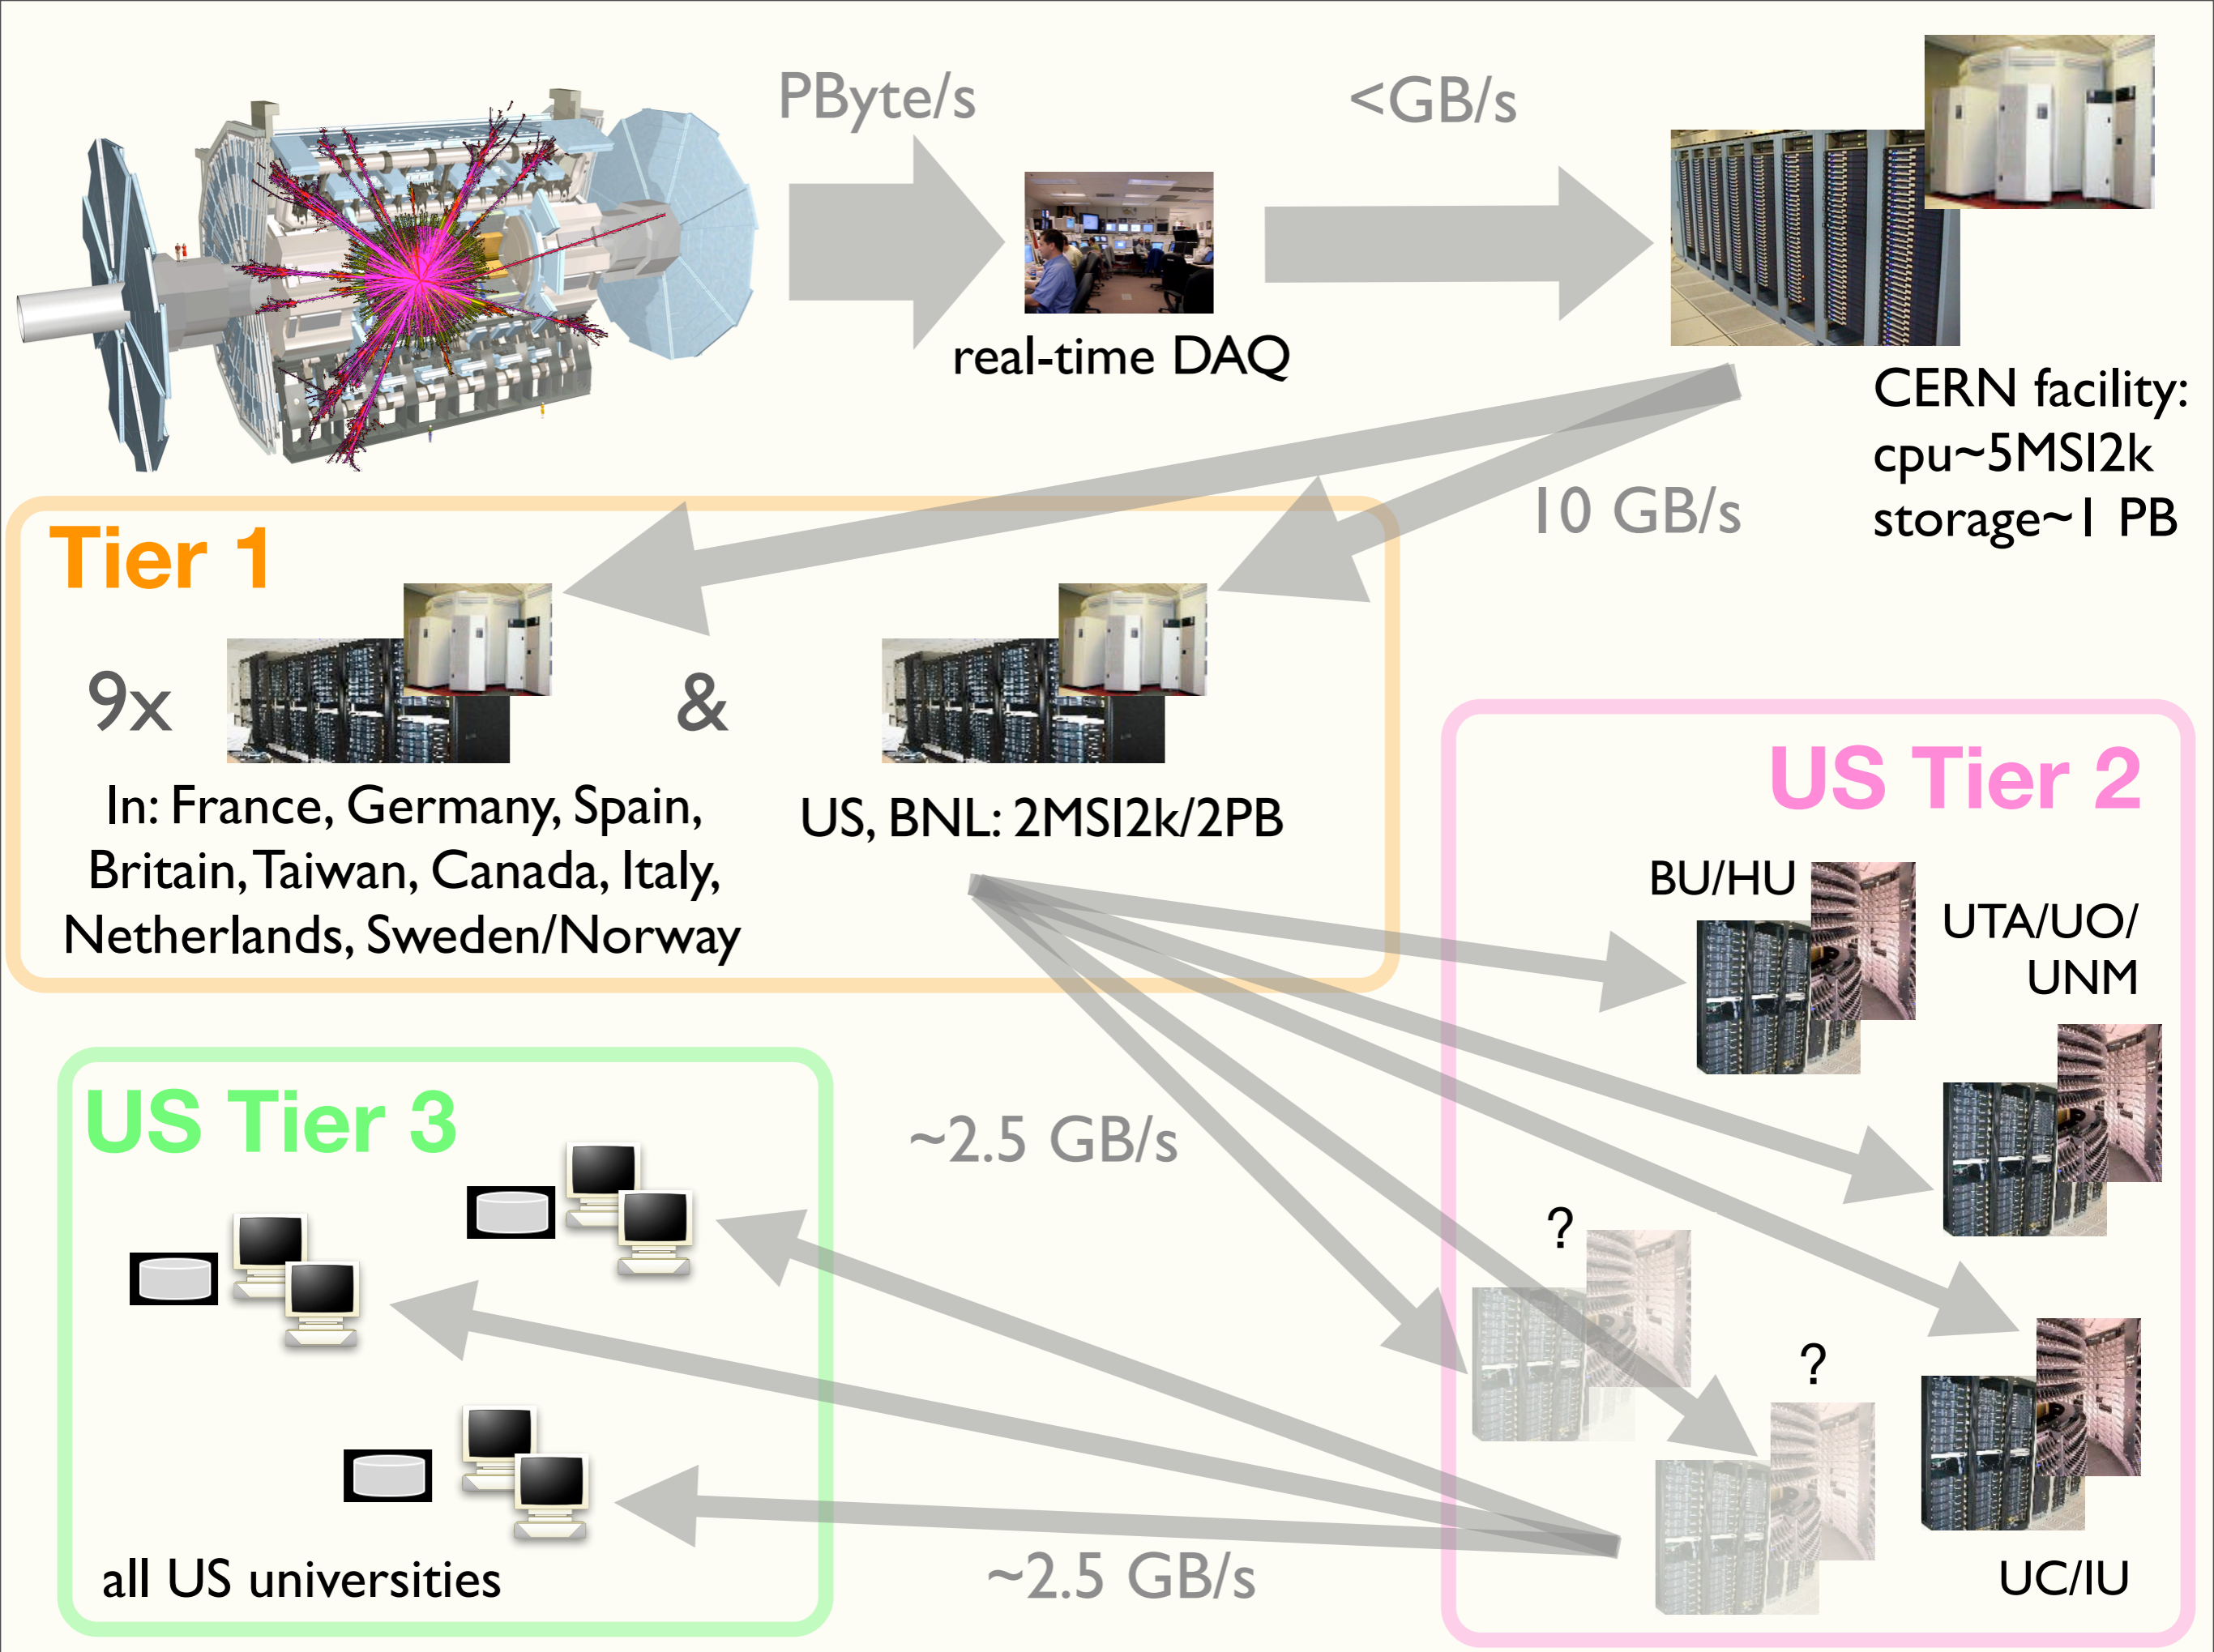 PByte/s
<GB/s
real-time DAQ
CERN facility:
cpu~5MSI2k
storage~1 PB
10 GB/s
Tier 1
9x
&
In: France, Germany, Spain,
Britain, Taiwan, Canada, Italy,
Netherlands, Sweden/Norway
US, BNL: 2MSI2k/2PB
US Tier 2
BU/HU
UTA/UO/
UNM
?
?
UC/IU
US Tier 3
~2.5 GB/s
all US universities
~2.5 GB/s